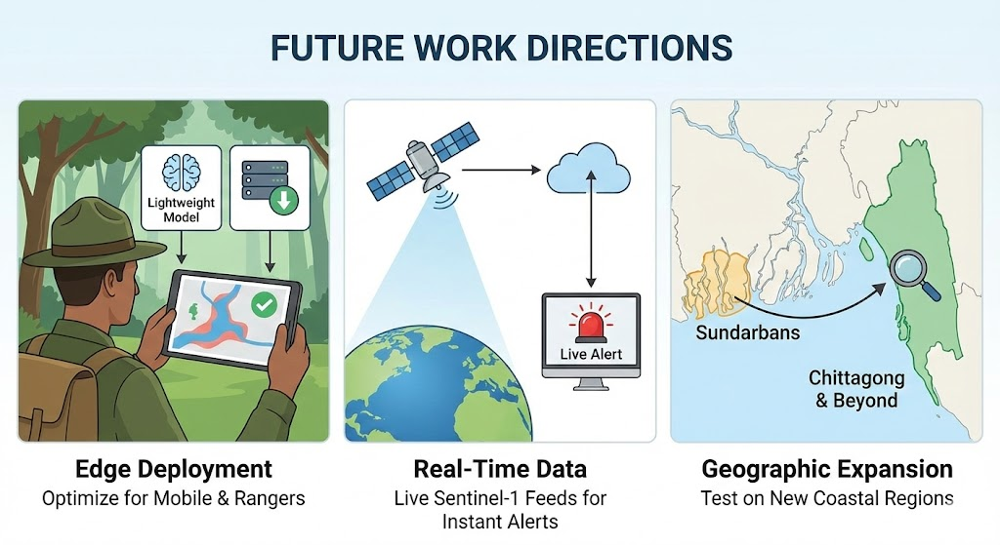 FUTURE WORK DIRECTIONS
Lightweight
Model
Live Alert
Sundarbans
Chittagong
& Beyond
Edge Deployment
Optimize for Mobile & Rangers
Real-Time Data
Live Sentinel-1 Feeds for
Instant Alerts
Geographic Expansion
Test on New Coastal Regions